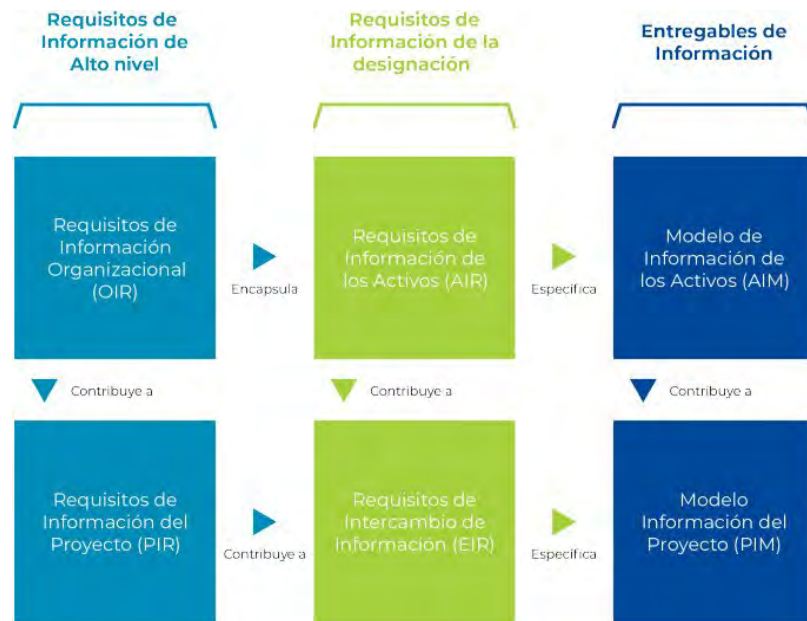 Requisitos de
Información de
Alto nivel
Requisitos de
Información de la
designación
Entregables de
Información
Requisitos de
Información
Organizacional
(OIR)
Encapsula
Requisitos de
Información de
los Activos (AIR)
Específica
Modelo de
Información de
los Activos (AIM)
Contribuye a
Contribuye a
Contribuye a
Requisitos de
Información del
Proyecto (PIR)
Contribuye a
Requisitos de
Intercambio de
Información (EIR)
Específica
Modelo
Información del
Proyecto (PIM)